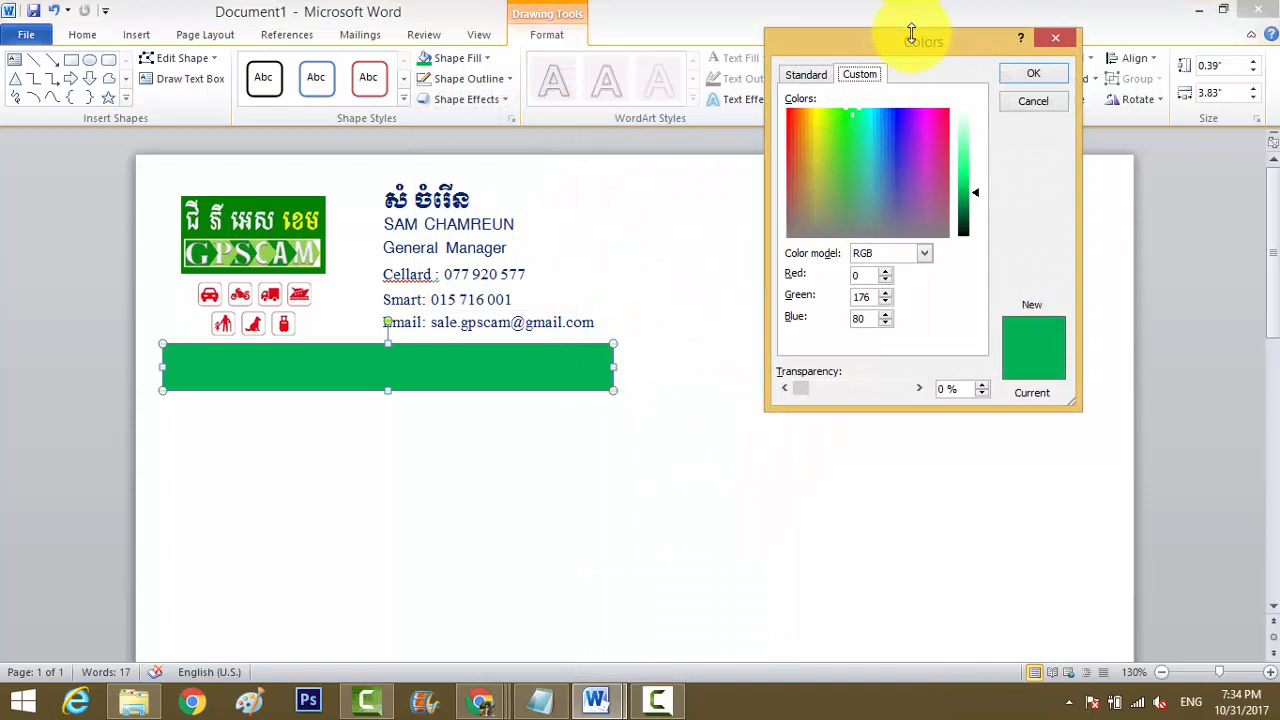 Document1 - Microsoft Word
Drawing Tools
File Home Insert Page Layout References Mailings Review View Format
Edit Shape
Draw Text Box
Insert Shapes
Abc Abc Abc
Shape Fill
Shape Outline
Shape Effects
Shape Styles
Text Fill
Text Ou
Text Effe
WordArt Styles
Align
Group
Rotate
0.39"
3.83"
Size
Colors
Standard Custom
OK
Cancel
Colors:
Color model: RGB
Red: 0
Green: 176
Blue: 80
Transparency:
0 %
New
Current
ជី ភី អេស ខេម
GPSCAM
សំ ចំរើន
SAM CHAMREUN
General Manager
Cellard : 077 920 577
Smart: 015 716 001
Email: sale.gpscam@gmail.com
Page: 1 of 1 Words: 17 English (U.S.) 130%
Ps
ENG
7:34 PM
10/31/2017